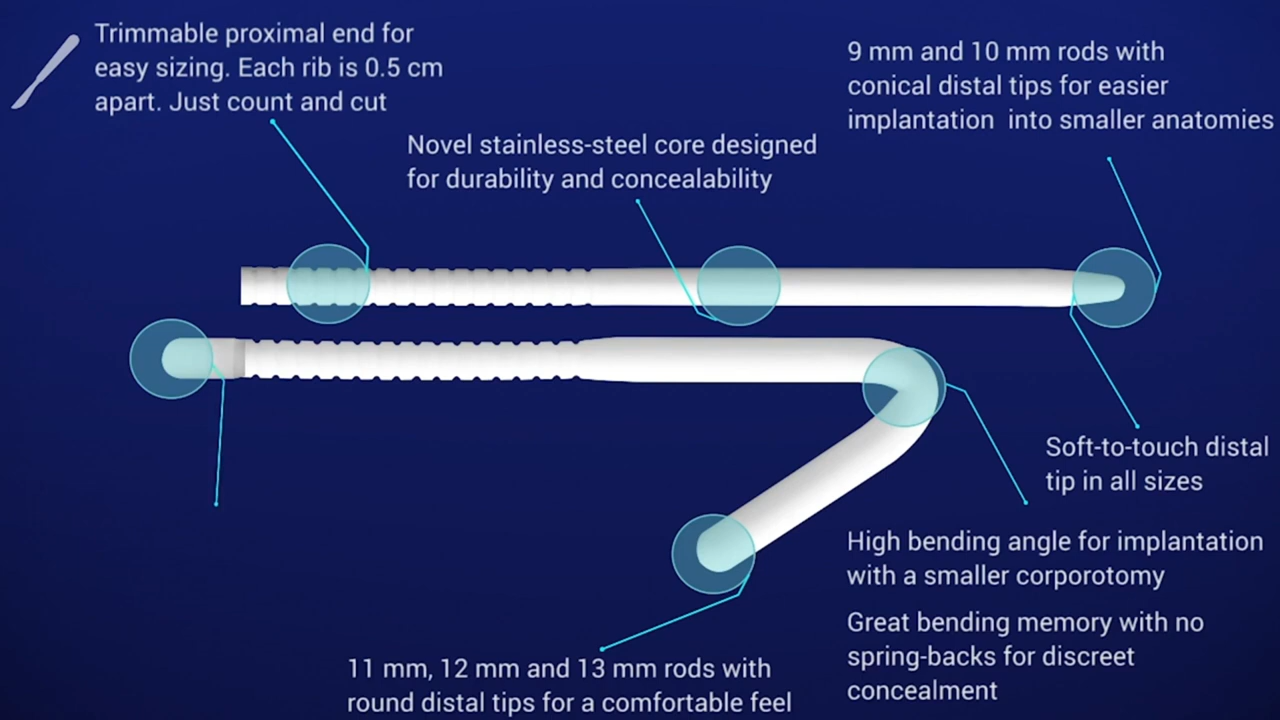 Trimmable proximal end for
easy sizing. Each rib is 0.5 cm
apart. Just count and cut
9 mm and 10 mm rods with
conical distal tips for easier
implantation into smaller anatomies
Novel stainless-steel core designed
for durability and concealability
Soft-to-touch distal
tip in all sizes
High bending angle for implantation
with a smaller corporotomy
Great bending memory with no
spring-backs for discreet
concealment
11 mm, 12 mm and 13 mm rods with
round distal tips for a comfortable feel